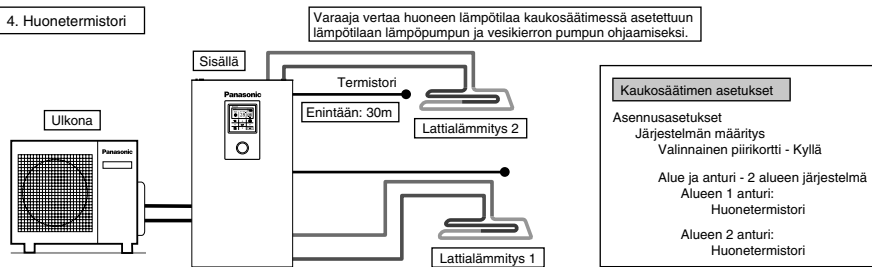 4. Huonetermistori
Varaaja vertaa huoneen lämpötilaa kaukosäätimessä asetettuun
lämpötilaan lämpöpumpun ja vesikierron pumpun ohjaamiseksi.
Sisällä
Panasonic
Termistori
Enintään: 30m
Lattialämmitys 2
Ulkona
Panasonic
Lattialämmitys 1
Kaukosäätimen asetukset
Asennusasetukset
Järjestelmän määritys
Valinnainen piirikortti - Kyllä
Alue ja anturi - 2 alueen järjestelmä
Alueen 1 anturi:
Huonetermistori
Alueen 2 anturi:
Huonetermistori